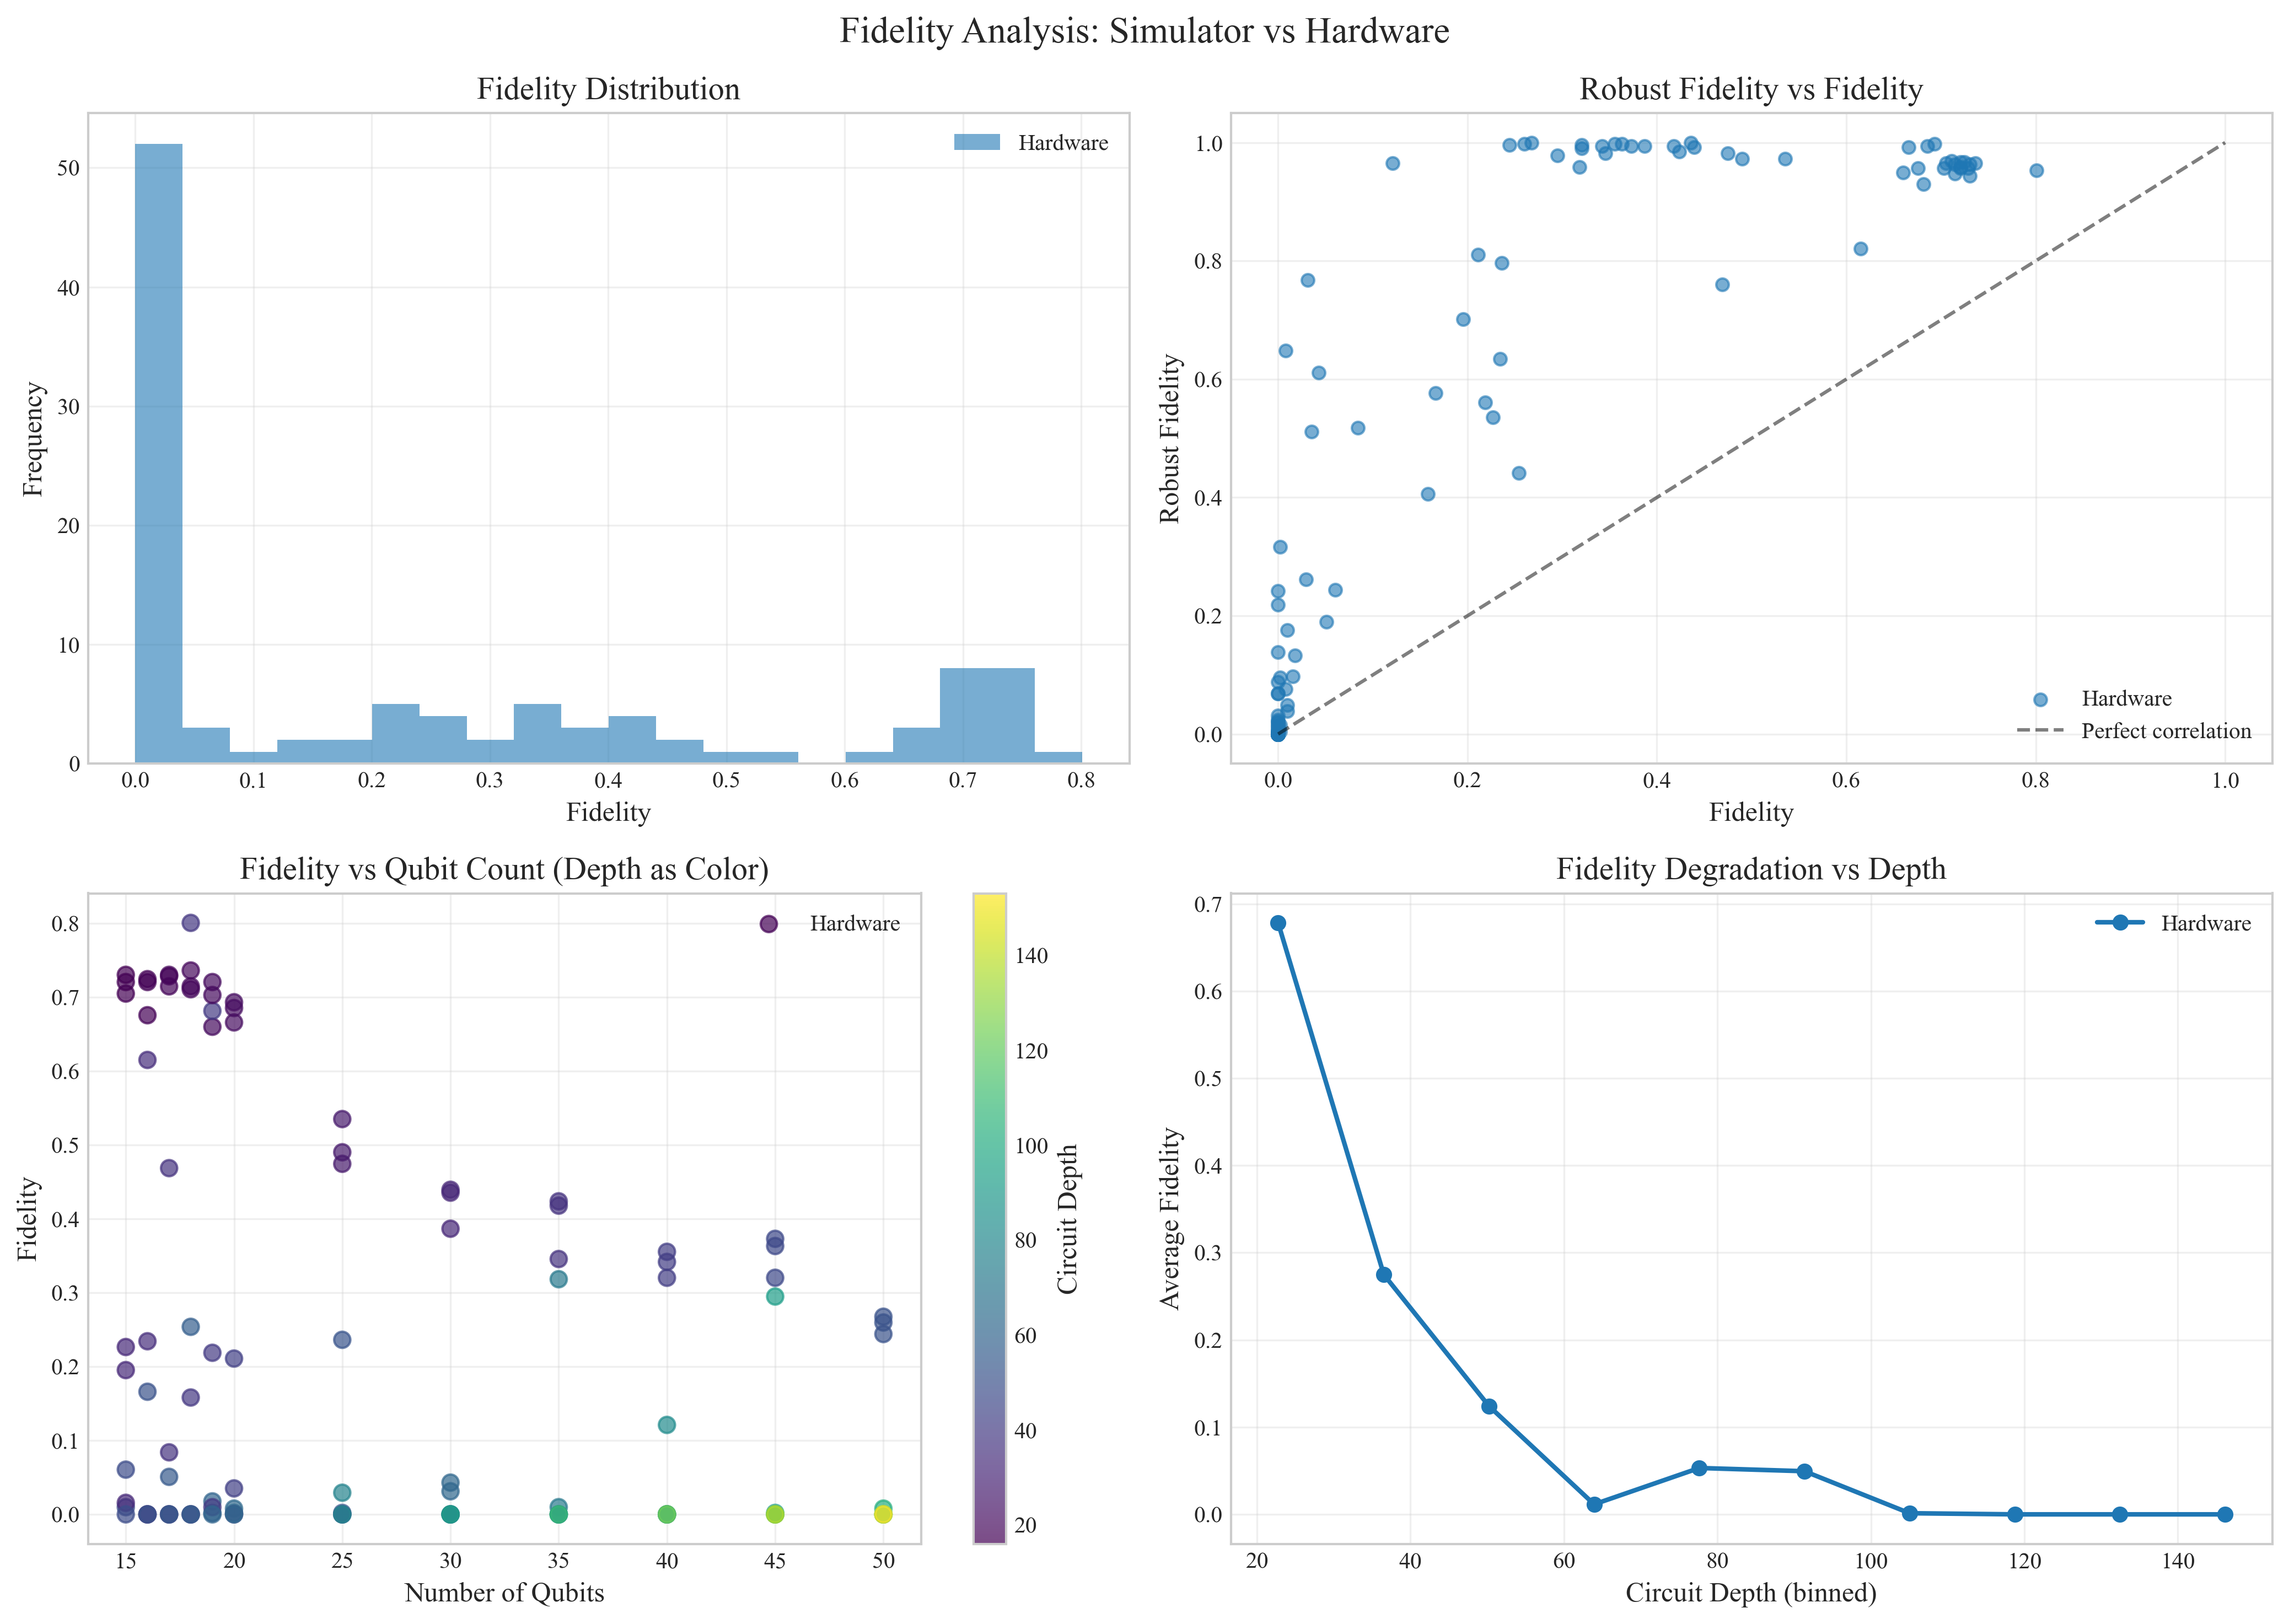 Fidelity Analysis: Simulator vs Hardware
Fidelity Distribution
Hardware
Frequency
50
40
30
20
10
0
0.0 0.1 0.2 0.3 0.4 0.5 0.6 0.7 0.8
Fidelity
Robust Fidelity vs Fidelity
Robust Fidelity
1.0
0.8
0.6
0.4
0.2
0.0
Hardware
Perfect correlation
0.0 0.2 0.4 0.6 0.8 1.0
Fidelity
Fidelity vs Qubit Count (Depth as Color)
Hardware
Fidelity
0.8
0.7
0.6
0.5
0.4
0.3
0.2
0.1
0.0
15 20 25 30 35 40 45 50
Number of Qubits
140
120
100
80
60
40
20
Circuit Depth
Fidelity Degradation vs Depth
Hardware
Average Fidelity
0.7
0.6
0.5
0.4
0.3
0.2
0.1
0.0
20 40 60 80 100 120 140
Circuit Depth (binned)